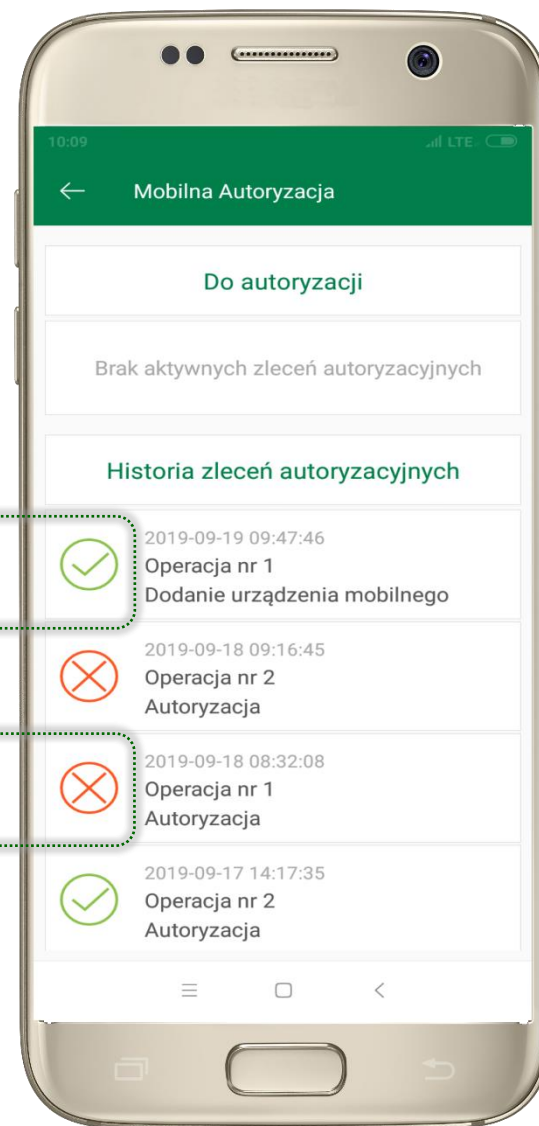 10:09
LTE
Mobilna Autoryzacja
Do autoryzacji
Brak aktywnych zleceń autoryzacyjnych
Historia zleceń autoryzacyjnych
2019-09-19 09:47:46
Operacja nr 1
Dodanie urządzenia mobilnego
2019-09-18 09:16:45
Operacja nr 2
Autoryzacja
2019-09-18 08:32:08
Operacja nr 1
Autoryzacja
2019-09-17 14:17:35
Operacja nr 2
Autoryzacja